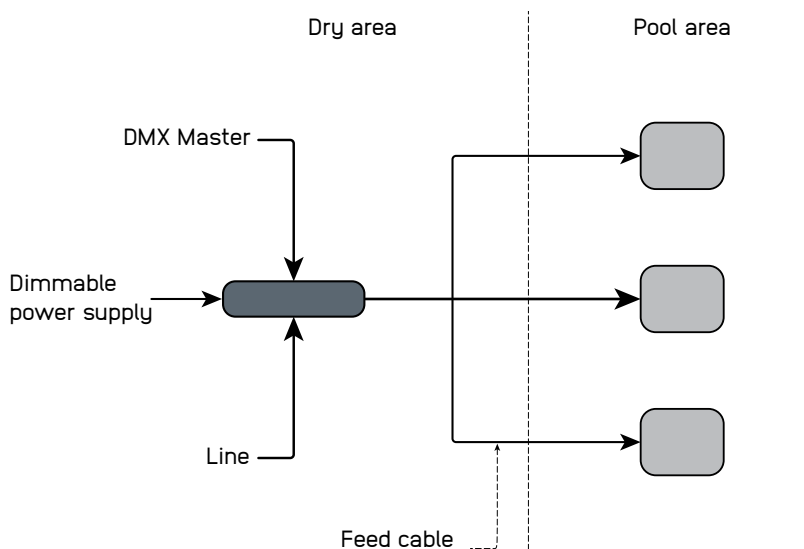 Dry area
Pool area
DMX Master
Dimmable
power supply
Line
Feed cable